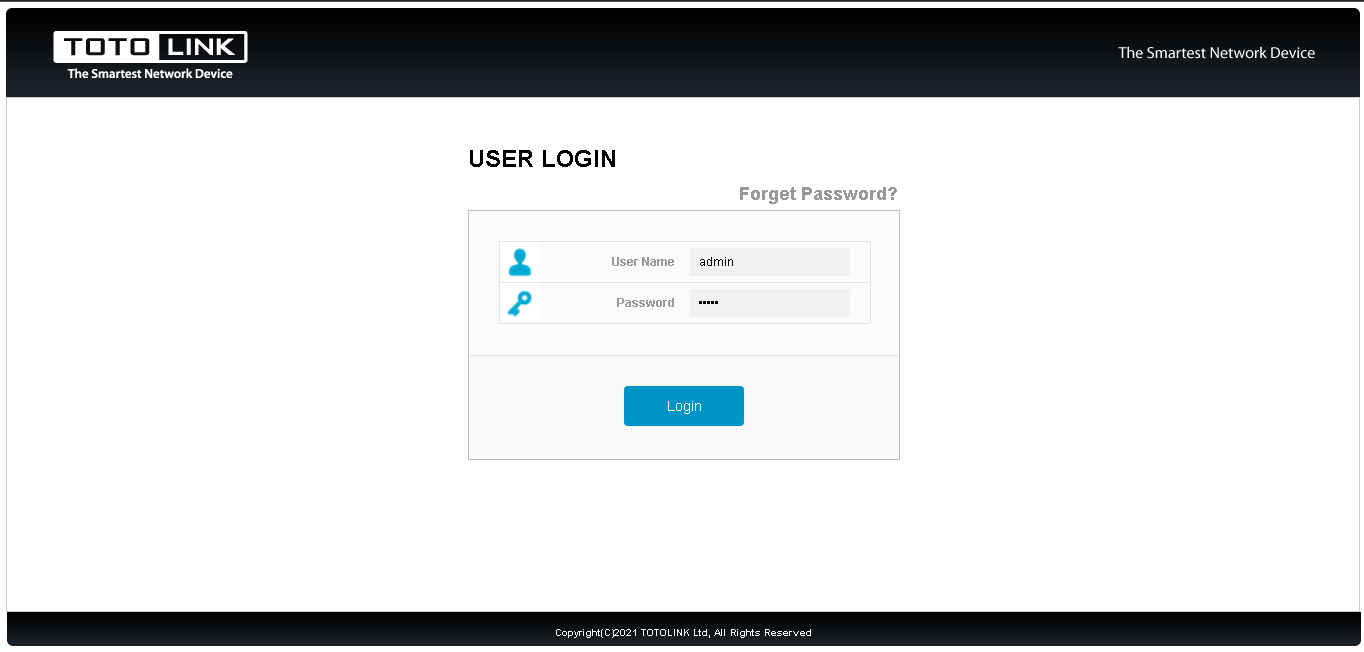 TOTO LINK
The Smartest Network Device
The Smartest Network Device
USER LOGIN
Forget Password?
User Name admin
Password •••••
Login
Copyright(C)2021 TOTOLINK Ltd, All Rights Reserved